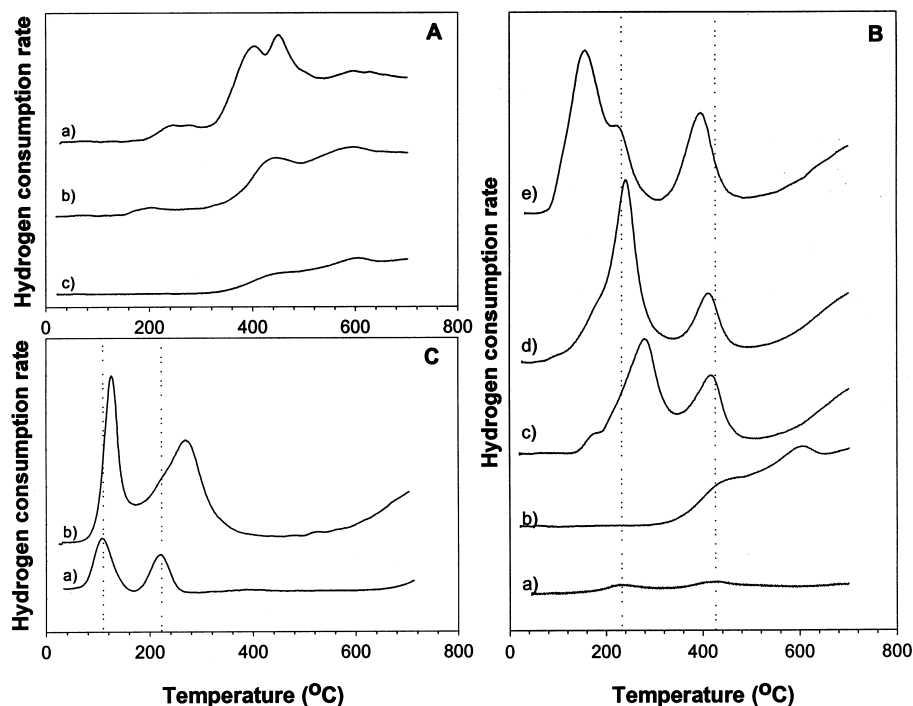 A
Hydrogen consumption rate
a)
b)
c)
0 200 400 600 800
C
Hydrogen consumption rate
b)
a)
0 200 400 600 800
Temperature (°C)
B
Hydrogen consumption rate
e)
d)
c)
b)
a)
0 200 400 600 800
Temperature (°C)